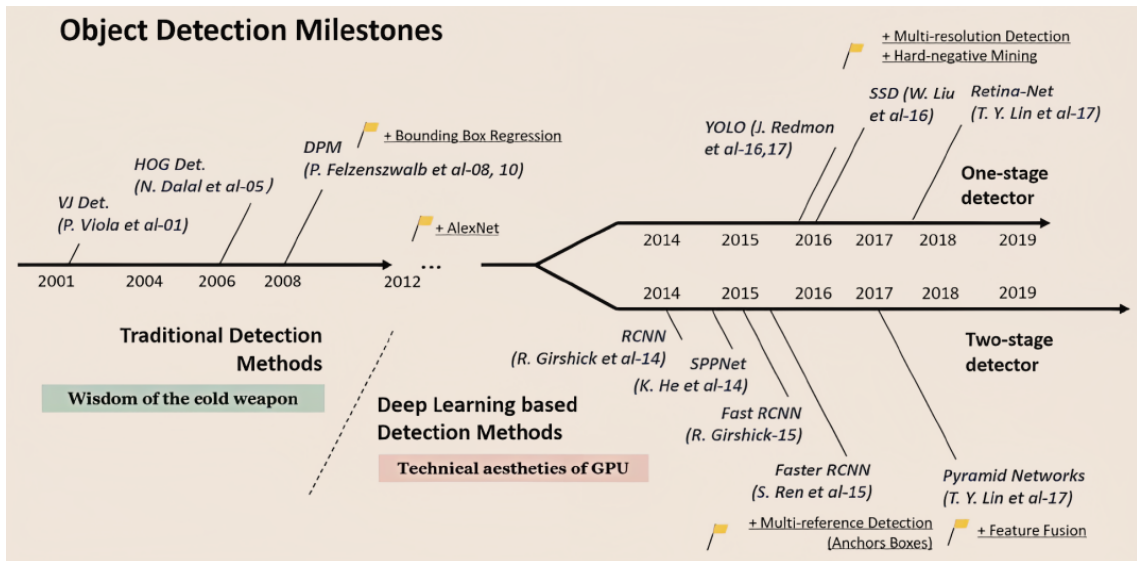 Object Detection Milestones
+ Multi-resolution Detection
+ Hard-negative Mining
SSD (W. Liu
et al-16)
Retina-Net
(T. Y. Lin et al-17)
YOLO (J. Redmon
et al-16,17)
+ Bounding Box Regression
DPM
(P. Felzenszwalb et al-08, 10)
HOG Det.
(N. Dalal et al-05)
VJ Det.
(P. Viola et al-01)
+ AlexNet
One-stage
detector
2014 2015 2016 2017 2018 2019
2001 2004 2006 2008 2012 ...
2014 2015 2016 2017 2018 2019
Traditional Detection
Methods
Wisdom of the eold weapon
RCNN
(R. Girshick et al-14)
SPPNet
(K. He et al-14)
Two-stage
detector
Deep Learning based
Detection Methods
Technical aesthetics of GPU
Fast RCNN
(R. Girshick-15)
Faster RCNN
(S. Ren et al-15)
Pyramid Networks
(T. Y. Lin et al-17)
+ Multi-reference Detection
(Anchors Boxes)
+ Feature Fusion